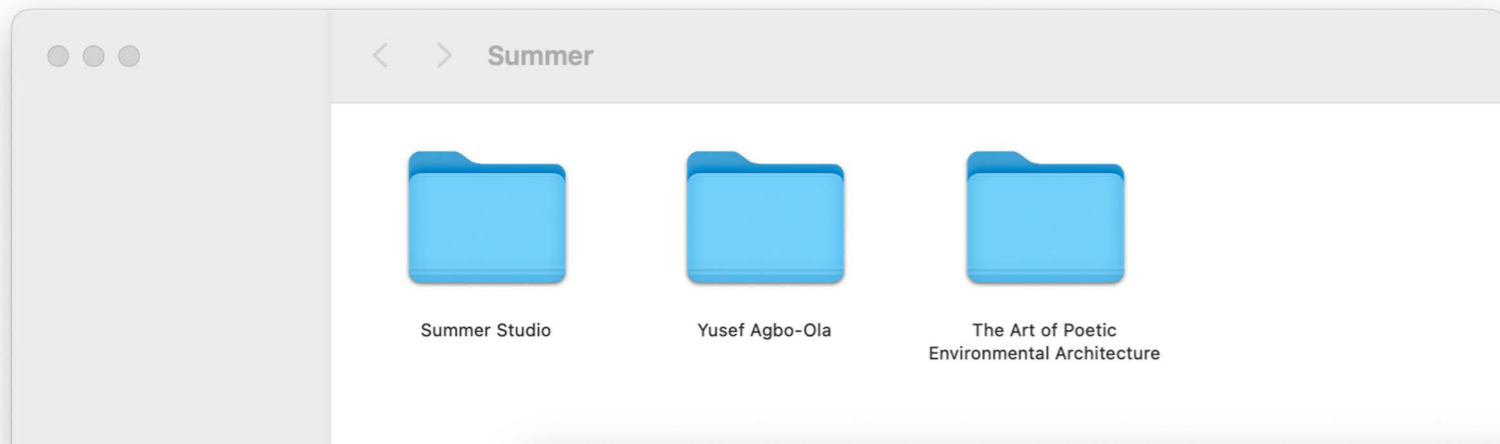 Summer
Summer Studio
Yusef Agbo-Ola
The Art of Poetic
Environmental Architecture